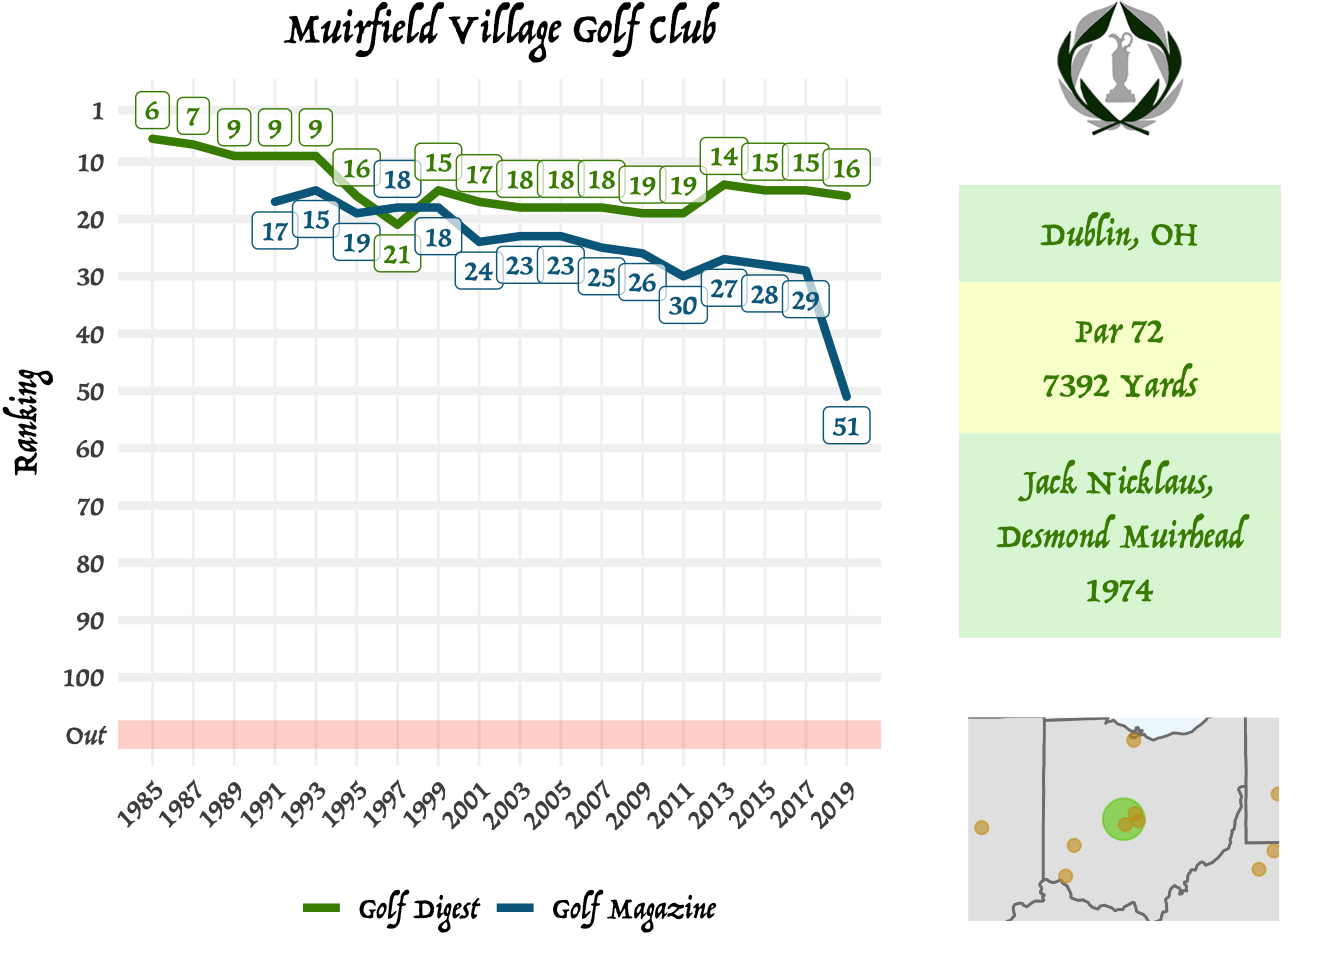 Muirfield Village Golf Club
Ranking
1
10
20
30
40
50
60
70
80
90
100
Out
6 7 9 9 9 16 21 15 17 18 18 18 19 19 14 15 15 16
17 15 19 18 18 24 23 23 25 26 30 27 28 29 51
1985 1987 1989 1991 1993 1995 1997 1999 2001 2003 2005 2007 2009 2011 2013 2015 2017 2019
Golf Digest Golf Magazine
Dublin, OH
Par 72
7392 Yards
Jack Nicklaus,
Desmond Muirhead
1974